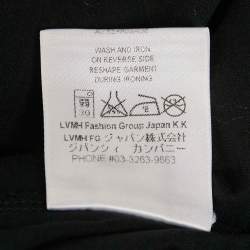 WASH AND IRON
ON REVERSE SIDE
RESHAPE GARMENT
DURING IRONING
LVMH Fashion Group Japan K K
LVMH FG ジャパン株式会社
ジバンシィ カンパニー
PHONE #03-3263-9663